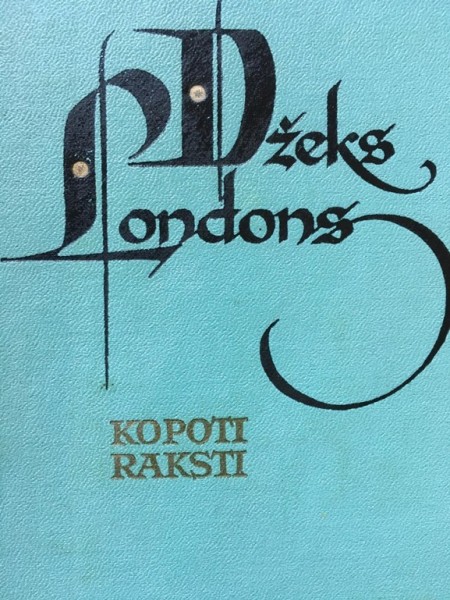 Džeks
Londons
KOPOTI
RAKSTI